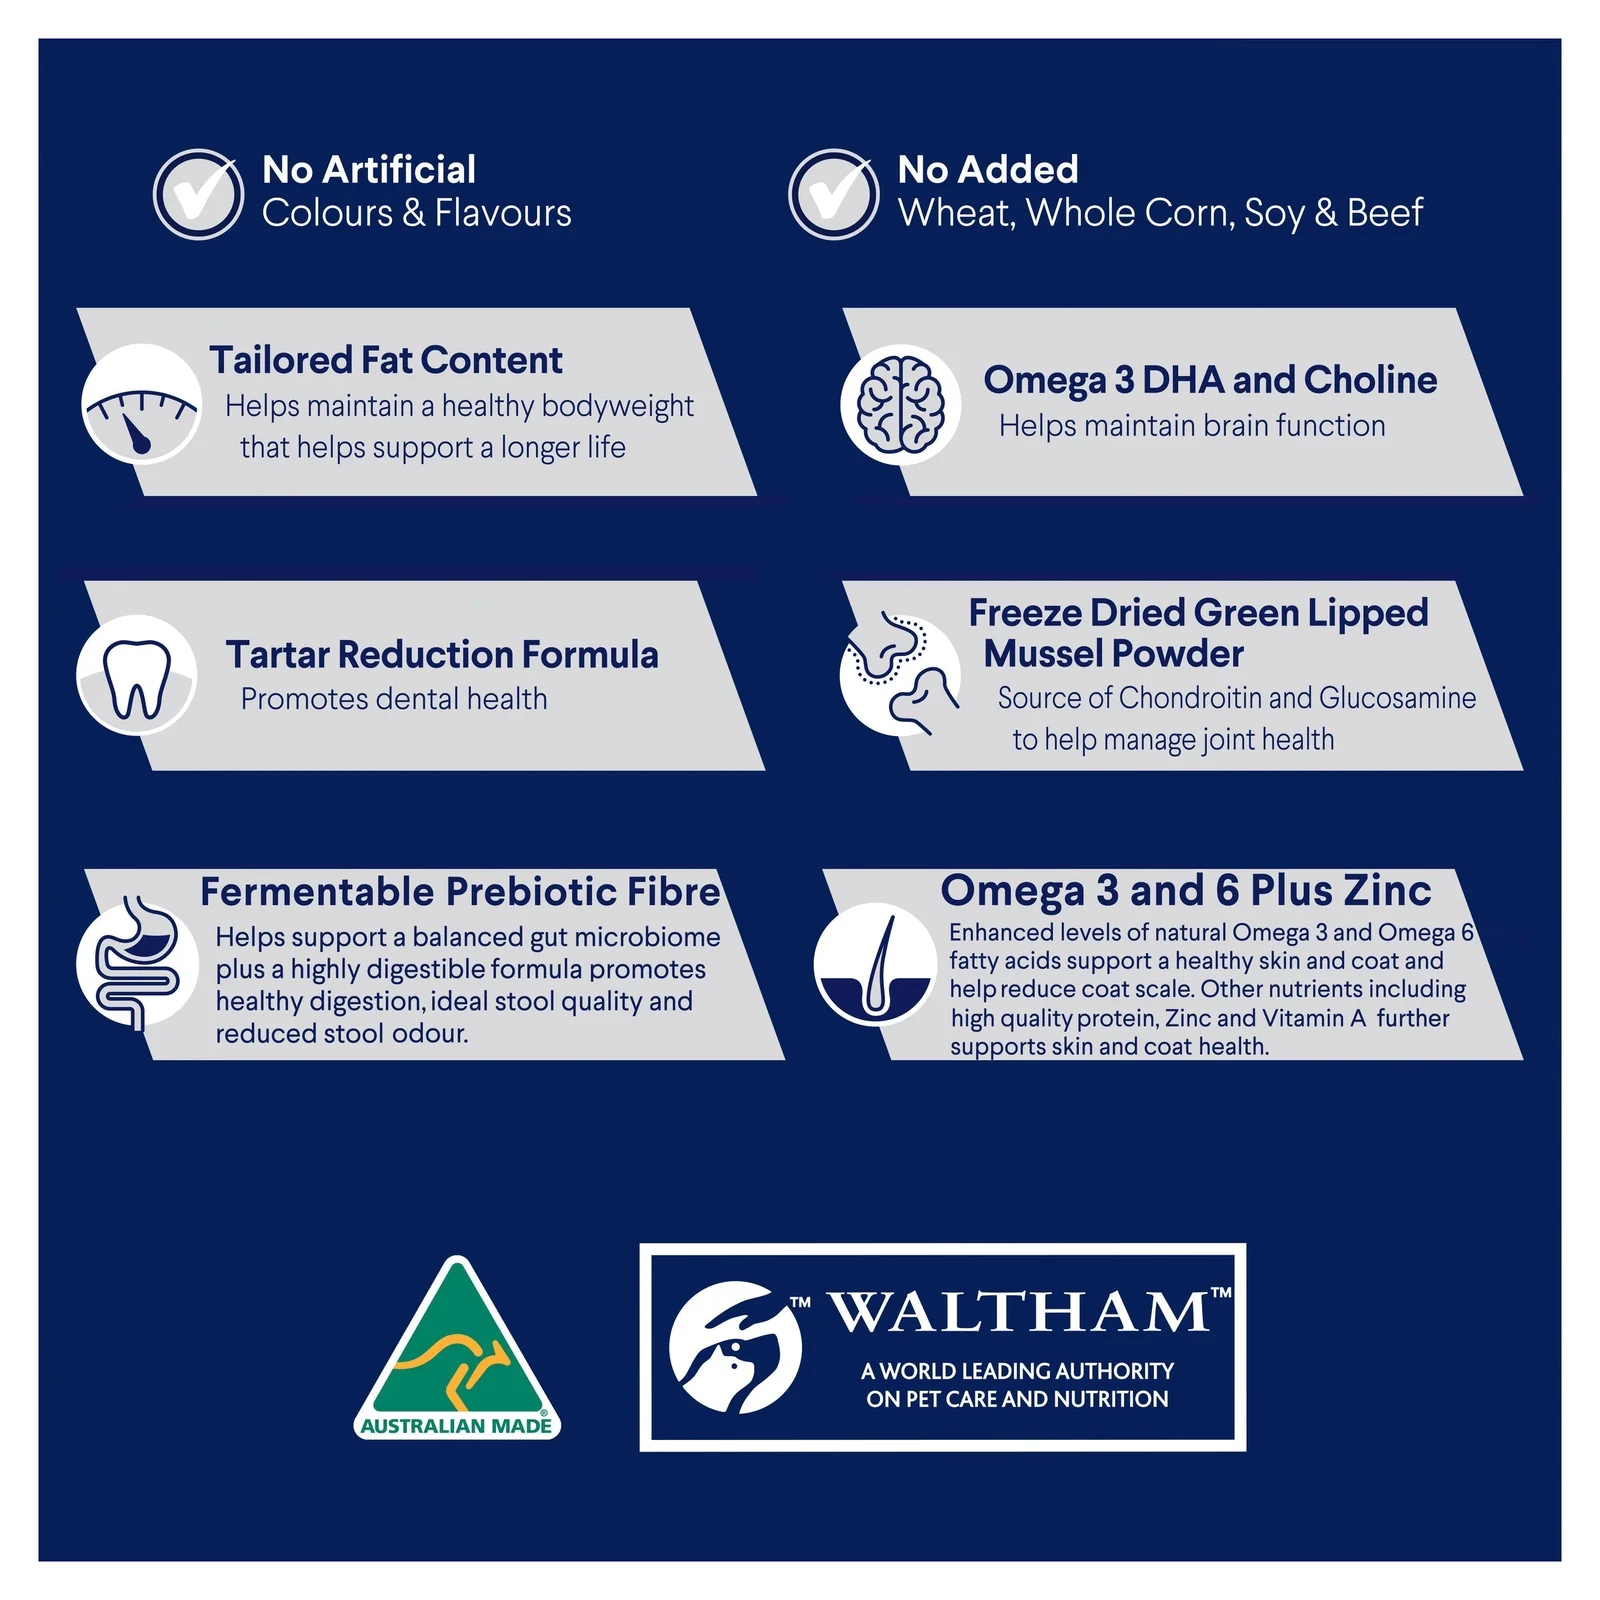 No Artificial
Colours & Flavours
No Added
Wheat, Whole Corn, Soy & Beef
Tailored Fat Content
Helps maintain a healthy bodyweight
that helps support a longer life
Omega 3 DHA and Choline
Helps maintain brain function
Tartar Reduction Formula
Promotes dental health
Freeze Dried Green Lipped
Mussel Powder
Source of Chondroitin and Glucosamine
to help manage joint health
Fermentable Prebiotic Fibre
Helps support a balanced gut microbiome
plus a highly digestible formula promotes
healthy digestion, ideal stool quality and
reduced stool odour.
Omega 3 and 6 Plus Zinc
Enhanced levels of natural Omega 3 and Omega 6
fatty acids support a healthy skin and coat and
help reduce coat scale. Other nutrients including
high quality protein, Zinc and Vitamin A further
supports skin and coat health.
AUSTRALIAN MADE®
™ WALTHAM™
A WORLD LEADING AUTHORITY
ON PET CARE AND NUTRITION